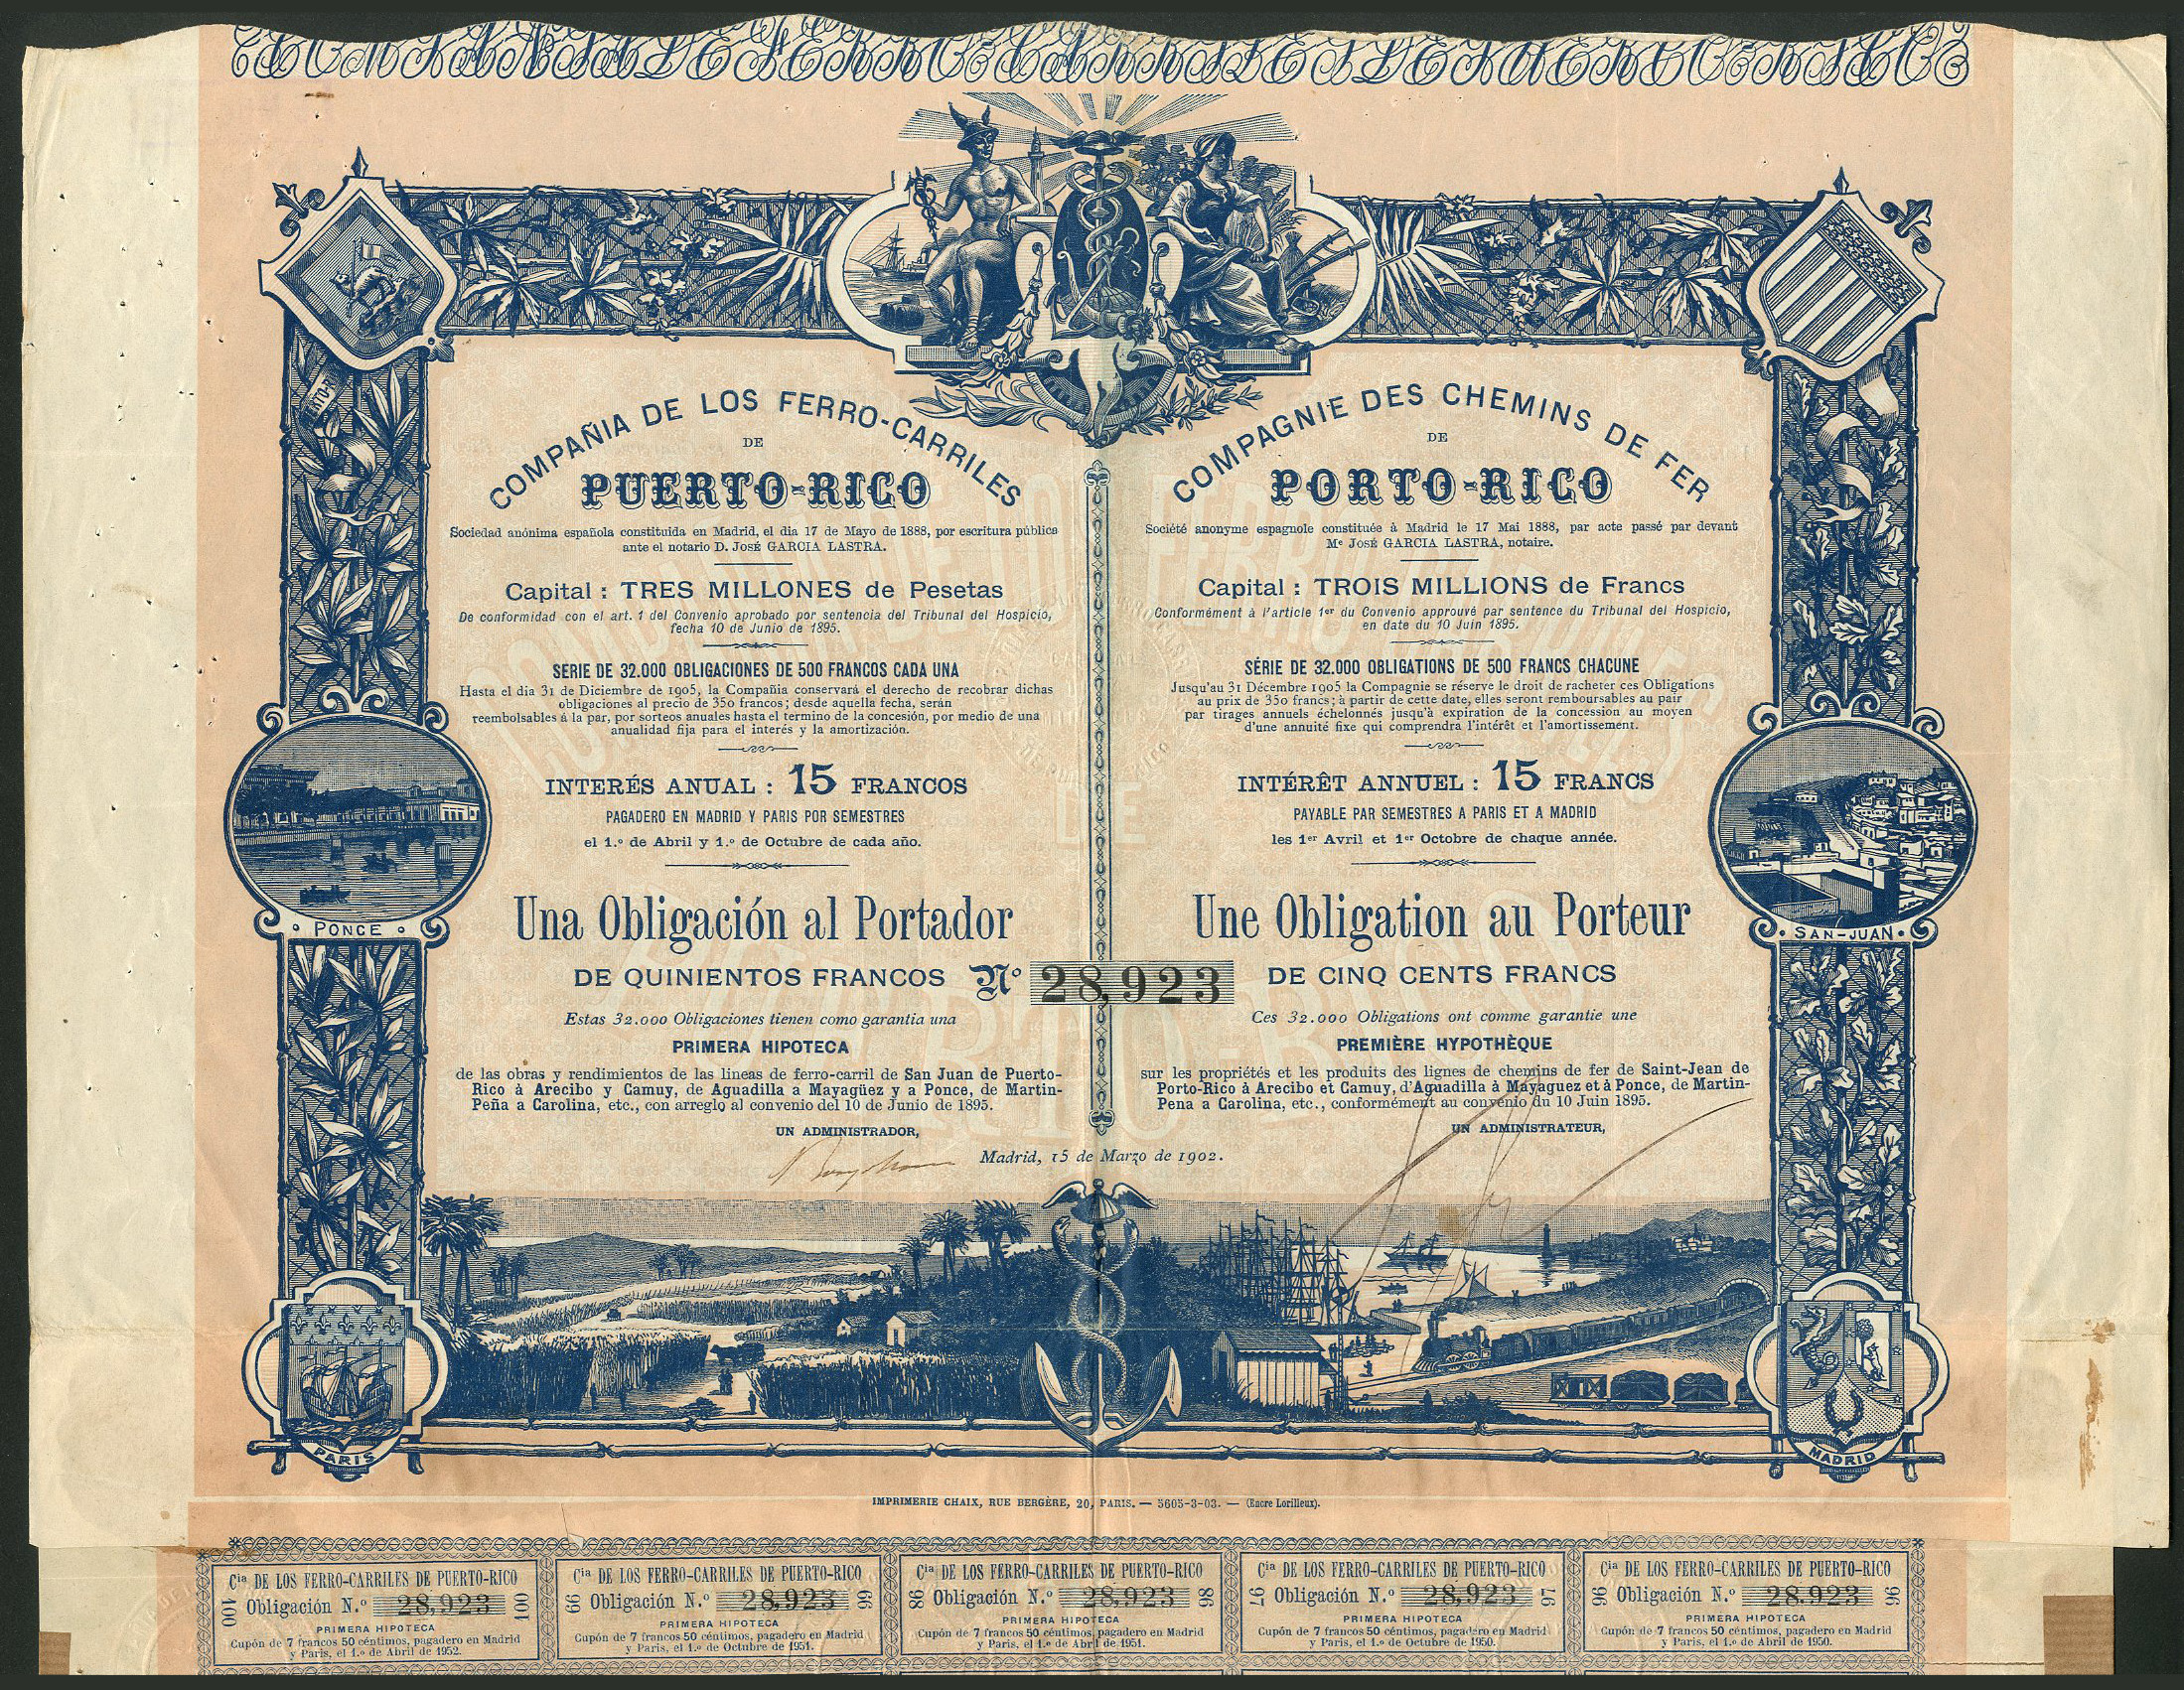 COMPAÑIA DE LOS FERRO-CARRILES
DE
PUERTO-RICO
Sociedad anónima española constituida en Madrid, el dia 17 de Mayo de 1888, por escritura pública
ante el notario D. José GARCIA LASTRA.
Capital : TRES MILLONES de Pesetas
De conformidad con el art. 1 del Convenio aprobado por sentencia del Tribunal del Hospicio,
fecha 10 de Junio de 1895.
SERIE DE 32.000 OBLIGACIONES DE 500 FRANCOS CADA UNA
Hasta el dia 31 de Diciembre de 1905, la Compañia conservará el derecho de recobrar dichas
obligaciones al precio de 350 francos; desde aquella fecha, serán
reembolsables á la par, por sorteos anuales hasta el termino de la concesión, por medio de una
anualidad fija para el interés y la amortización.
INTERÉS ANUAL : 15 FRANCOS
PAGADERO EN MADRID Y PARIS POR SEMESTRES
el 1.º de Abril y 1.º de Octubre de cada año.
Una Obligación al Portador
DE QUINIENTOS FRANCOS
Nº 28,923
Estas 32.000 Obligaciones tienen como garantia una
PRIMERA HIPOTECA
de las obras y rendimientos de las lineas de ferro-carril de San Juan de Puerto-
Rico à Arecibo y Camuy, de Aguadilla a Mayagüez y a Ponce, de Martin-
Peña a Carolina, etc., con arreglo al convenio del 10 de Junio de 1895.
UN ADMINISTRADOR,
COMPAGNIE DES CHEMINS DE FER
DE
PORTO-RICO
Société anonyme espagnole constituée à Madrid le 17 Mai 1888, par acte passé par devant
Me José GARCIA LASTRA, notaire.
Capital : TROIS MILLIONS de Francs
Conformément à l'article 1er du Convenio approuvé par sentence du Tribunal del Hospicio,
en date du 10 Juin 1895.
SÉRIE DE 32.000 OBLIGATIONS DE 500 FRANCS CHACUNE
Jusqu'au 31 Décembre 1905 la Compagnie se réserve le droit de racheter ces Obligations
au prix de 350 francs; à partir de cette date, elles seront remboursables au pair
par tirages annuels échelonnés jusqu'à expiration de la concession au moyen
d'une annuité fixe qui comprendra l'intérêt et l'amortissement.
INTÉRÊT ANNUEL : 15 FRANCS
PAYABLE PAR SEMESTRES A PARIS ET A MADRID
les 1er Avril et 1er Octobre de chaque année.
Une Obligation au Porteur
DE CINQ CENTS FRANCS
Ces 32.000 Obligations ont comme garantie une
PREMIÈRE HYPOTHÈQUE
sur les propriétés et les produits des lignes de chemins de fer de Saint-Jean de
Porto-Rico à Arecibo et Camuy, d'Aguadilla à Mayaguez et à Ponce, de Martin-
Pena a Carolina, etc., conformément au convenio du 10 Juin 1895.
UN ADMINISTRATEUR,
Madrid, 15 de Marzo de 1902.
PONCE
SAN-JUAN
PARIS
MADRID
IMPRIMERIE CHAIX, RUE BERGÈRE, 20, PARIS. — 5605-3-03. — (Encre Lorilleux).
100 Cia DE LOS FERRO-CARRILES DE PUERTO-RICO 100
Obligación N.º 28,923
PRIMERA HIPOTECA
Cupón de 7 francos 50 céntimos, pagadero en Madrid
y Paris, el 1.º de Abril de 1952.
99 Cia DE LOS FERRO-CARRILES DE PUERTO-RICO 99
Obligación N.º 28,923
PRIMERA HIPOTECA
Cupón de 7 francos 50 céntimos, pagadero en Madrid
y Paris, el 1.º de Octubre de 1951.
98 Cia DE LOS FERRO-CARRILES DE PUERTO-RICO 98
Obligación N.º 28,923
PRIMERA HIPOTECA
Cupón de 7 francos 50 céntimos, pagadero en Madrid
y Paris, el 1.º de Abril de 1951.
97 Cia DE LOS FERRO-CARRILES DE PUERTO-RICO 97
Obligación N.º 28,923
PRIMERA HIPOTECA
Cupón de 7 francos 50 céntimos, pagadero en Madrid
y Paris, el 1.º de Octubre de 1950.
96 Cia DE LOS FERRO-CARRILES DE PUERTO-RICO 96
Obligación N.º 28.923
PRIMERA HIPOTECA
Cupón de 7 francos 50 céntimos, pagadero en Madrid
y Paris, el 1.º de Abril de 1950.